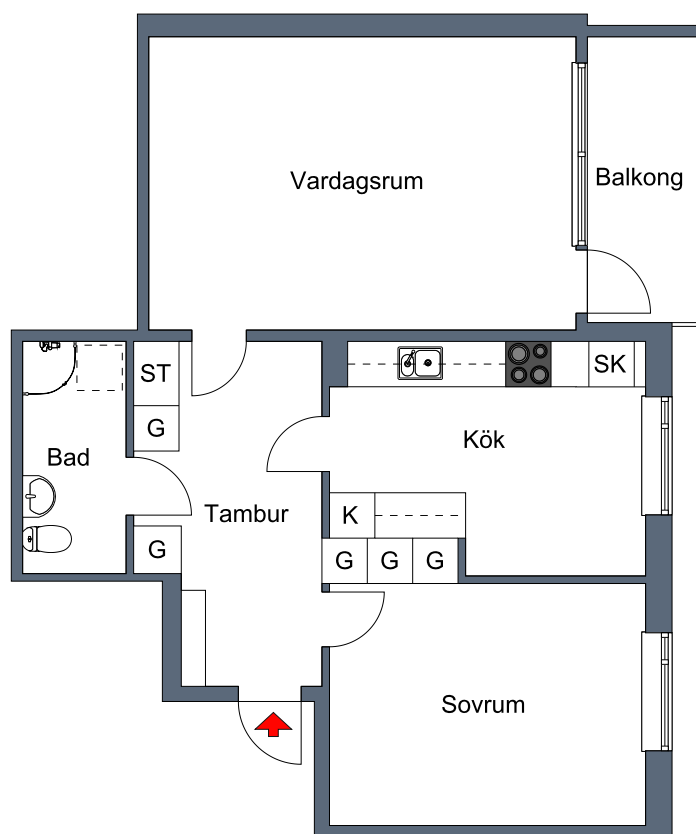 Vardagsrum
Balkong
ST
SK
G
Kök
Bad
K
Tambur
G
G G G
Sovrum